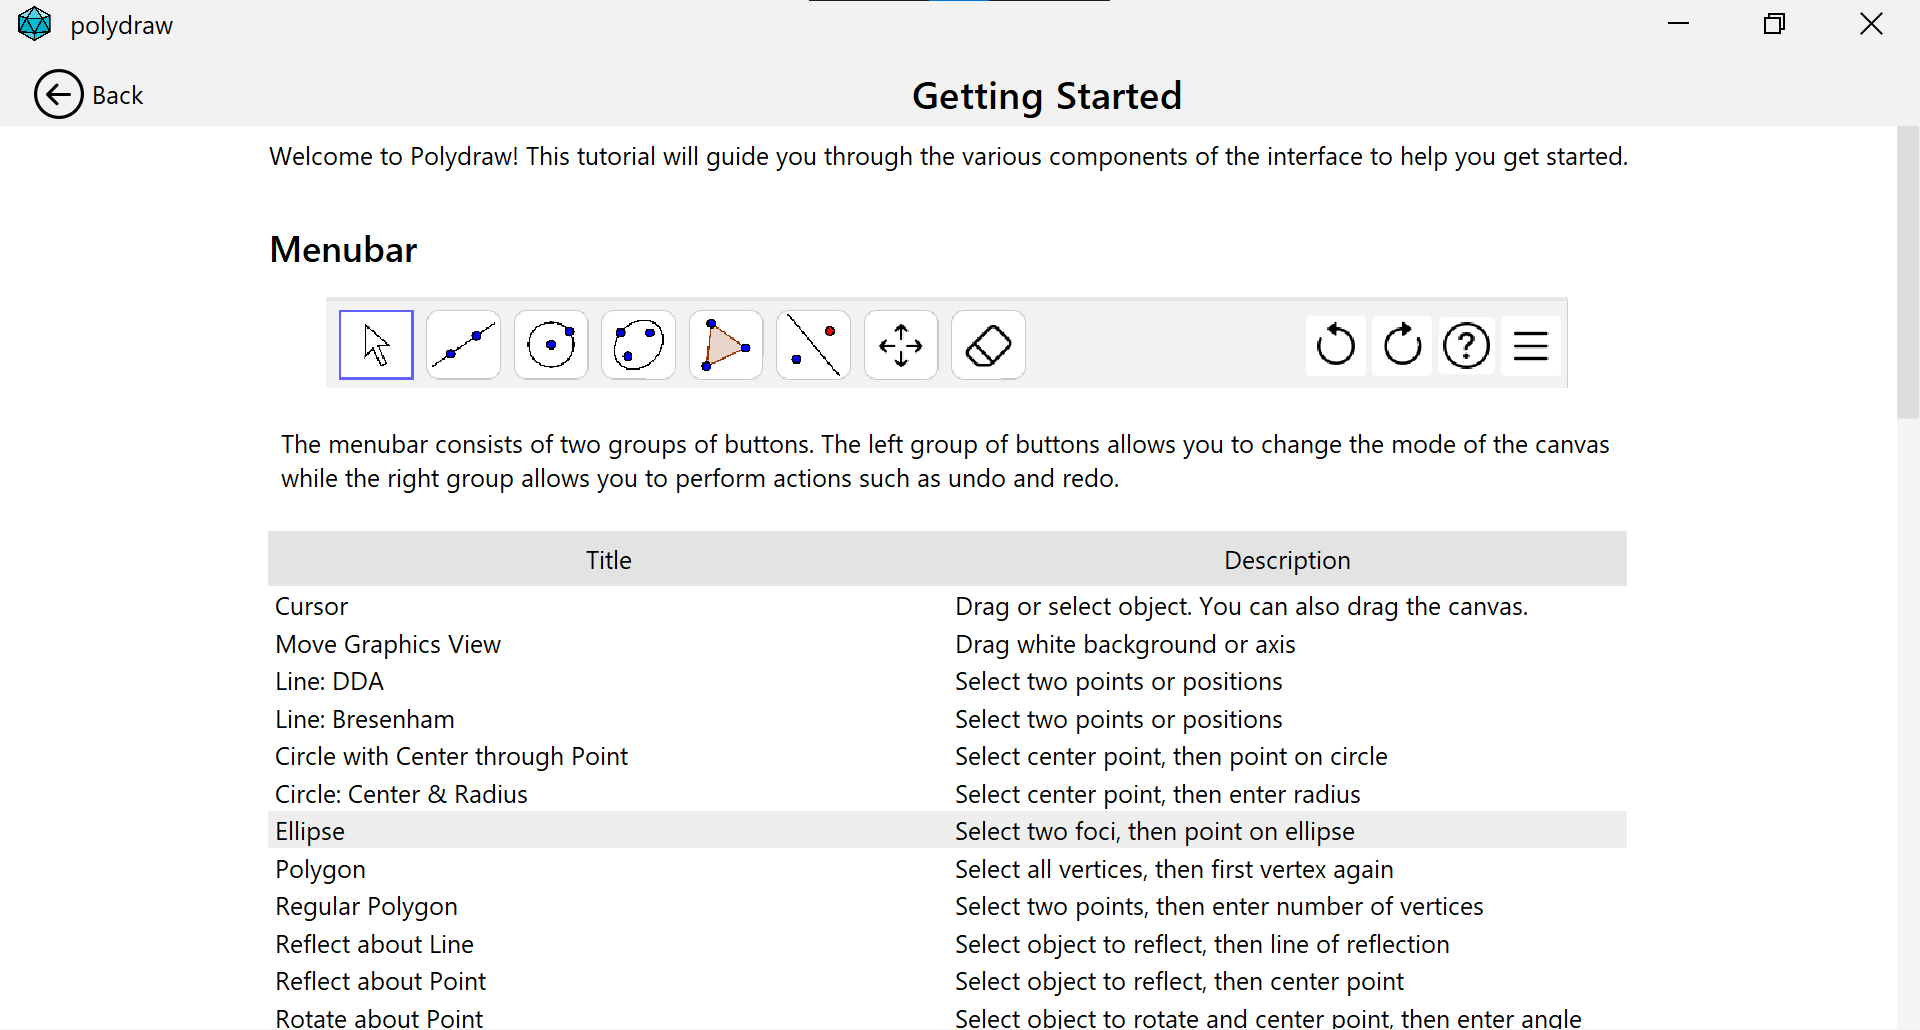 polydraw
Back
Getting Started
Welcome to Polydraw! This tutorial will guide you through the various components of the interface to help you get started.
Menubar
?
The menubar consists of two groups of buttons. The left group of buttons allows you to change the mode of the canvas
while the right group allows you to perform actions such as undo and redo.
Title Description
Cursor Drag or select object. You can also drag the canvas.
Move Graphics View Drag white background or axis
Line: DDA Select two points or positions
Line: Bresenham Select two points or positions
Circle with Center through Point Select center point, then point on circle
Circle: Center & Radius Select center point, then enter radius
Ellipse Select two foci, then point on ellipse
Polygon Select all vertices, then first vertex again
Regular Polygon Select two points, then enter number of vertices
Reflect about Line Select object to reflect, then line of reflection
Reflect about Point Select object to reflect, then center point
Rotate about Point Select object to rotate and center point, then enter angle